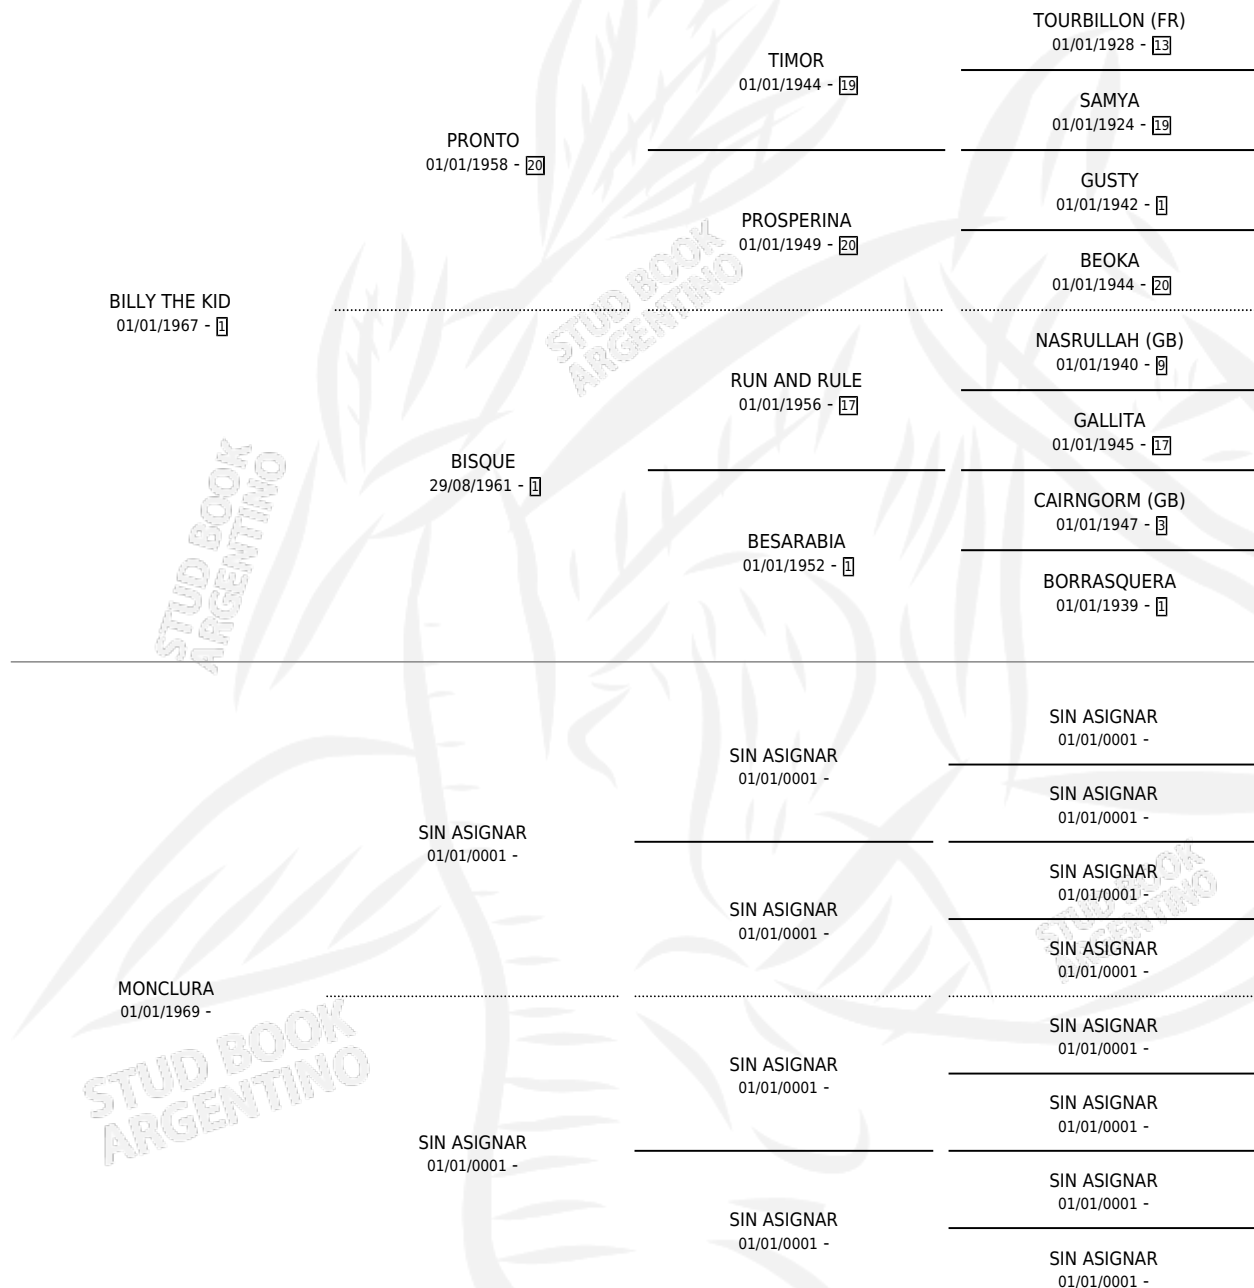 TOURBILLON (FR)
01/01/1928 - 13
TIMOR
01/01/1944 - 19
SAMYA
01/01/1924 - 19
PRONTO
01/01/1958 - 20
GUSTY
01/01/1942 - 1
PROSPERINA
01/01/1949 - 20
BEOKA
01/01/1944 - 20
BILLY THE KID
01/01/1967 - 1
NASRULLAH (GB)
01/01/1940 - 9
RUN AND RULE
01/01/1956 - 17
GALLITA
01/01/1945 - 17
BISQUE
29/08/1961 - 1
CAIRNGORM (GB)
01/01/1947 - 3
BESARABIA
01/01/1952 - 1
BORRASQUERA
01/01/1939 - 1
SIN ASIGNAR
01/01/0001 -
SIN ASIGNAR
01/01/0001 -
SIN ASIGNAR
01/01/0001 -
SIN ASIGNAR
01/01/0001 -
SIN ASIGNAR
01/01/0001 -
SIN ASIGNAR
01/01/0001 -
SIN ASIGNAR
01/01/0001 -
MONCLURA
01/01/1969 -
SIN ASIGNAR
01/01/0001 -
SIN ASIGNAR
01/01/0001 -
SIN ASIGNAR
01/01/0001 -
SIN ASIGNAR
01/01/0001 -
SIN ASIGNAR
01/01/0001 -
SIN ASIGNAR
01/01/0001 -
SIN ASIGNAR
01/01/0001 -
STUD BOOK
ARGENTINO
STUD BOOK
ARGENTINO
STUD BOOK
ARGENTINO
STUD BOOK
ARGENTINO